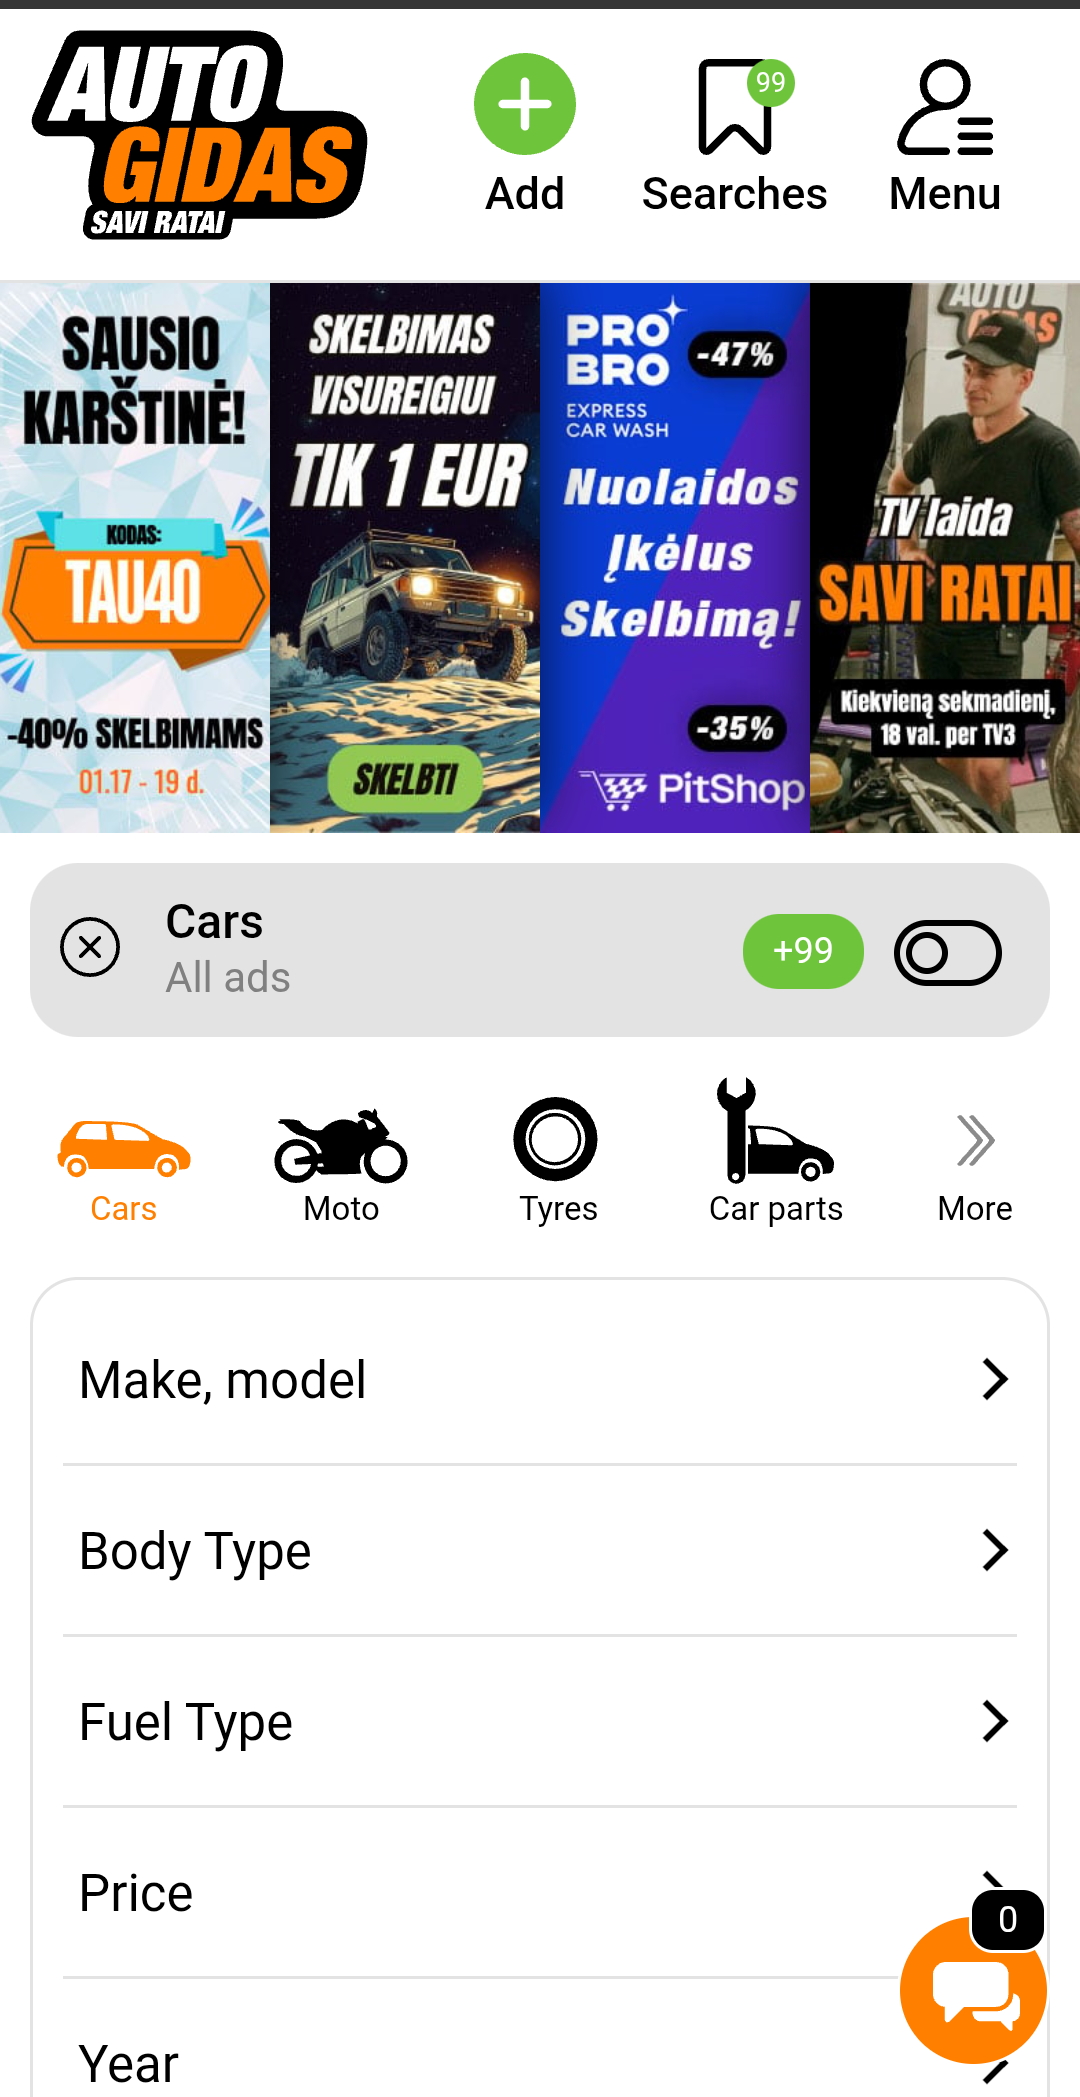 AUTO
GIDAS
SAVI RATAI
Add
99
Searches
Menu
SAUSIO
KARŠTINĖ!
KODAS:
TAU40
-40% SKELBIMAMS
01.17 - 19 d.
SKELBIMAS
VISUREIGIUI
TIK 1 EUR
SKELBTI
PRO
BRO
-47%
EXPRESS
CAR WASH
Nuolaidos
Įkėlus
Skelbimą!
-35%
PitShop
AUTO
GIDAS
TV laida
SAVI RATAI
Kiekvieną sekmadienį,
18 val. per TV3
Cars
All ads
+99
Cars
Moto
Tyres
Car parts
More
Make, model
Body Type
Fuel Type
Price
0
Year